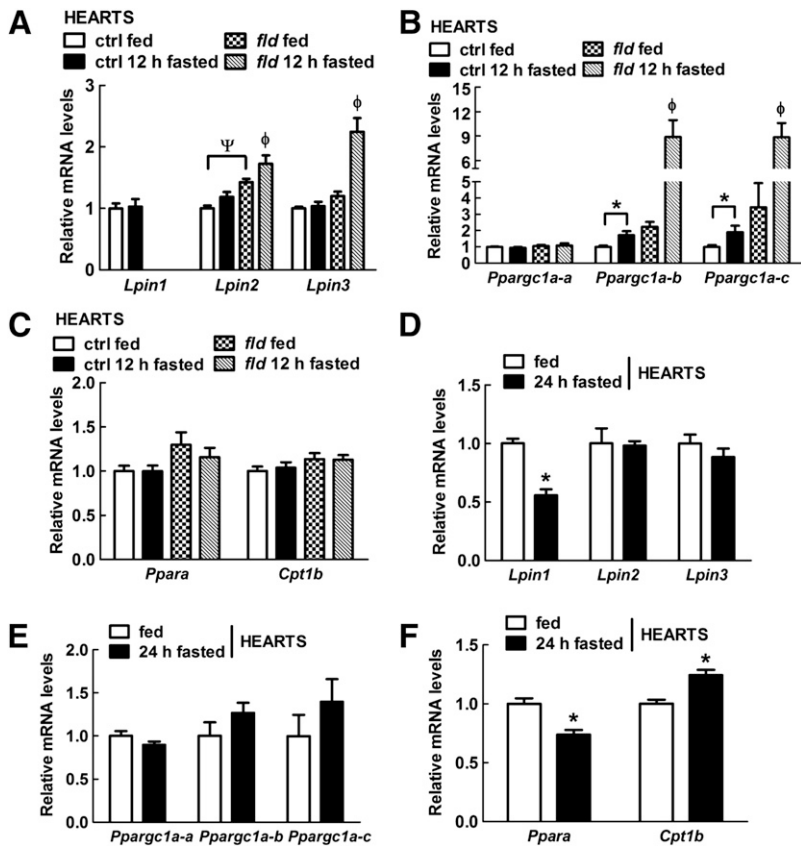 A
HEARTS
ctrl fed
fld fed
ctrl 12 h fasted
fld 12 h fasted
Relative mRNA levels
3
2
1
0
Ψ
ϕ
ϕ
Lpin1
Lpin2
Lpin3
B
HEARTS
ctrl fed
fld fed
ctrl 12 h fasted
fld 12 h fasted
Relative mRNA levels
15
12
9
6
5
4
3
2
1
0
*
ϕ
*
ϕ
Ppargc1a-a
Ppargc1a-b
Ppargc1a-c
C
HEARTS
ctrl fed
fld fed
ctrl 12 h fasted
fld 12 h fasted
Relative mRNA levels
2.0
1.5
1.0
0.5
0.0
Ppara
Cpt1b
D
fed
24 h fasted
HEARTS
Relative mRNA levels
1.5
1.0
0.5
0.0
*
Lpin1
Lpin2
Lpin3
E
fed
24 h fasted
HEARTS
Relative mRNA levels
2.0
1.5
1.0
0.5
0.0
Ppargc1a-a
Ppargc1a-b
Ppargc1a-c
F
fed
24 h fasted
HEARTS
Relative mRNA levels
1.5
1.0
0.5
0.0
*
*
Ppara
Cpt1b